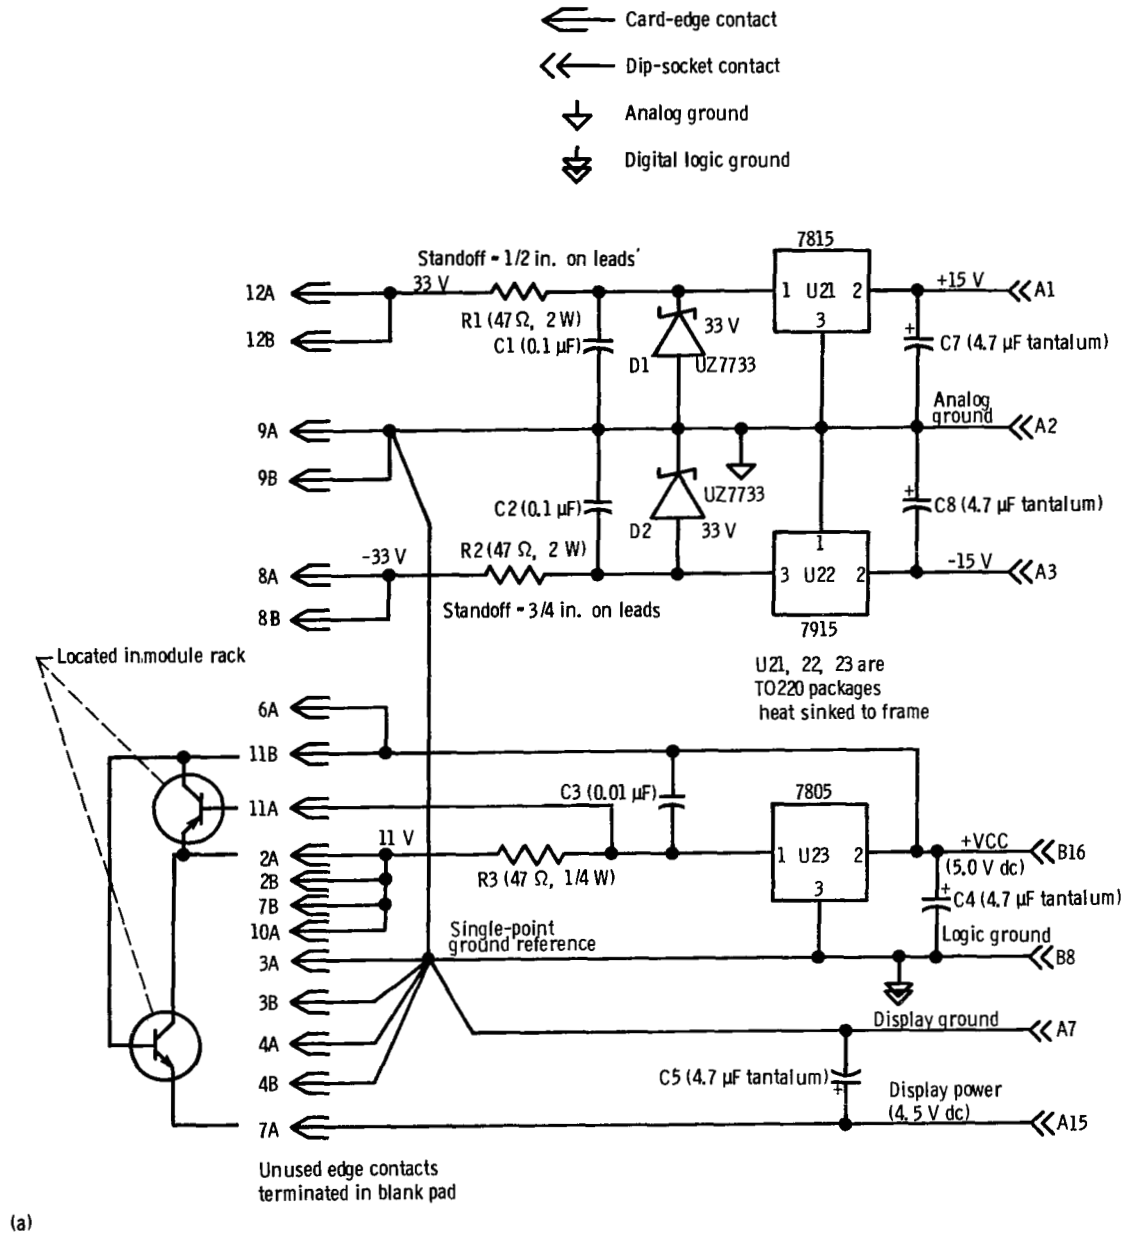 Card-edge contact
Dip-socket contact
Analog ground
Digital logic ground
7815
Standoff - 1/2 in. on leads'
12A
33 V
1 U21 2
+15 V
A1
R1 (47 Ω, 2 W)
33 V
3
12B
C1 (0.1 µF)
+
C7 (4.7 µF tantalum)
D1
UZ7733
Analog
ground
9A
A2
9B
UZ7733
+
C2 (0.1 µF)
C8 (4.7 µF tantalum)
D2
33 V
-33 V
R2 (47 Ω, 2 W)
1
8A
3 U22 2
-15 V
A3
8B
Standoff - 3/4 in. on leads
7915
Located in module rack
U21, 22, 23 are
TO220 packages
heat sinked to frame
6A
11B
C3 (0.01 µF)
7805
11A
11 V
2A
1 U23 2
+VCC
B16
(5.0 V dc)
2B
R3 (47 Ω, 1/4 W)
3
+
C4 (4.7 µF tantalum)
7B
10A
Single-point
ground reference
Logic ground
3A
B8
3B
Display ground
A7
4A
4B
C5 (4.7 µF tantalum)
+
Display power
(4.5 V dc)
7A
A15
Unused edge contacts
terminated in blank pad
(a)